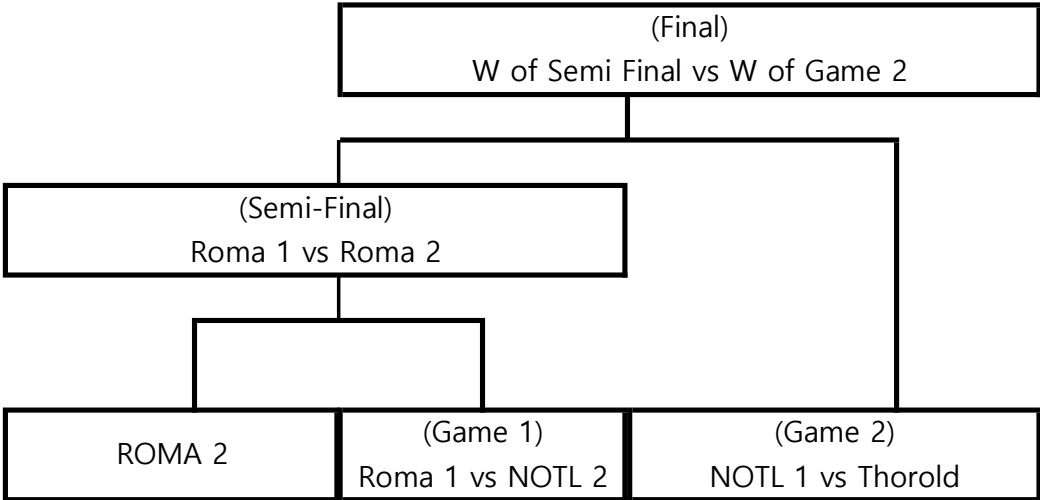 (Final)
W of Semi Final vs W of Game 2
(Semi-Final)
Roma 1 vs Roma 2
ROMA 2
(Game 1)
Roma 1 vs NOTL 2
(Game 2)
NOTL 1 vs Thorold